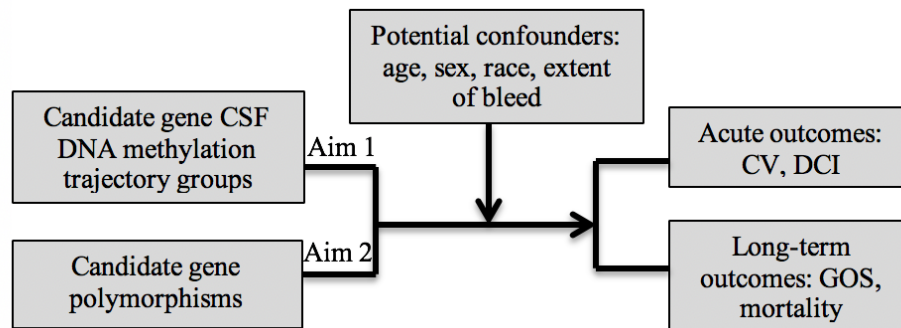 Potential confounders:
age, sex, race, extent
of bleed
Candidate gene CSF
DNA methylation
trajectory groups
Aim 1
Acute outcomes:
CV, DCI
Candidate gene
polymorphisms
Aim 2
Long-term
outcomes: GOS,
mortality